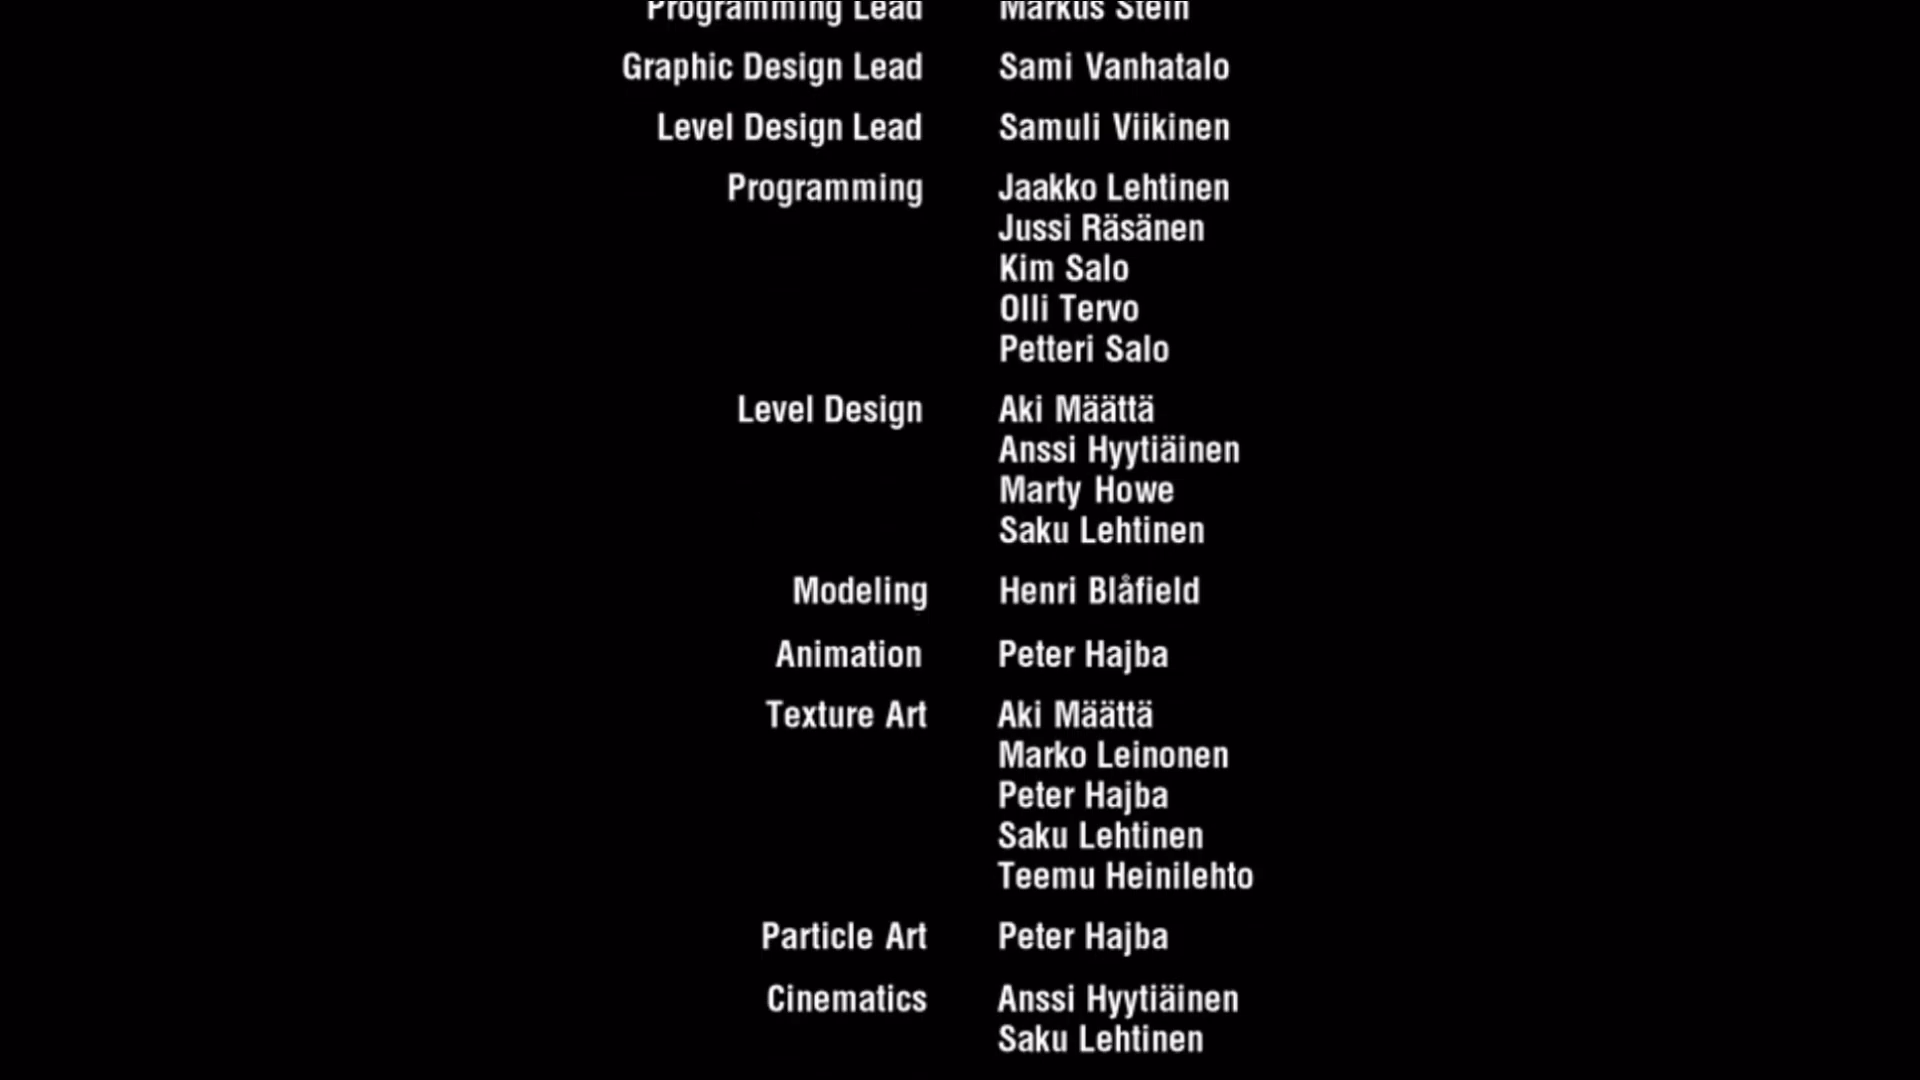 Programming Lead Markus Stein
Graphic Design Lead Sami Vanhatalo
Level Design Lead Samuli Viikinen
Programming Jaakko Lehtinen
Jussi Räsänen
Kim Salo
Olli Tervo
Petteri Salo
Level Design Aki Määttä
Anssi Hyytiäinen
Marty Howe
Saku Lehtinen
Modeling Henri Blåfield
Animation Peter Hajba
Texture Art Aki Määttä
Marko Leinonen
Peter Hajba
Saku Lehtinen
Teemu Heinilehto
Particle Art Peter Hajba
Cinematics Anssi Hyytiäinen
Saku Lehtinen